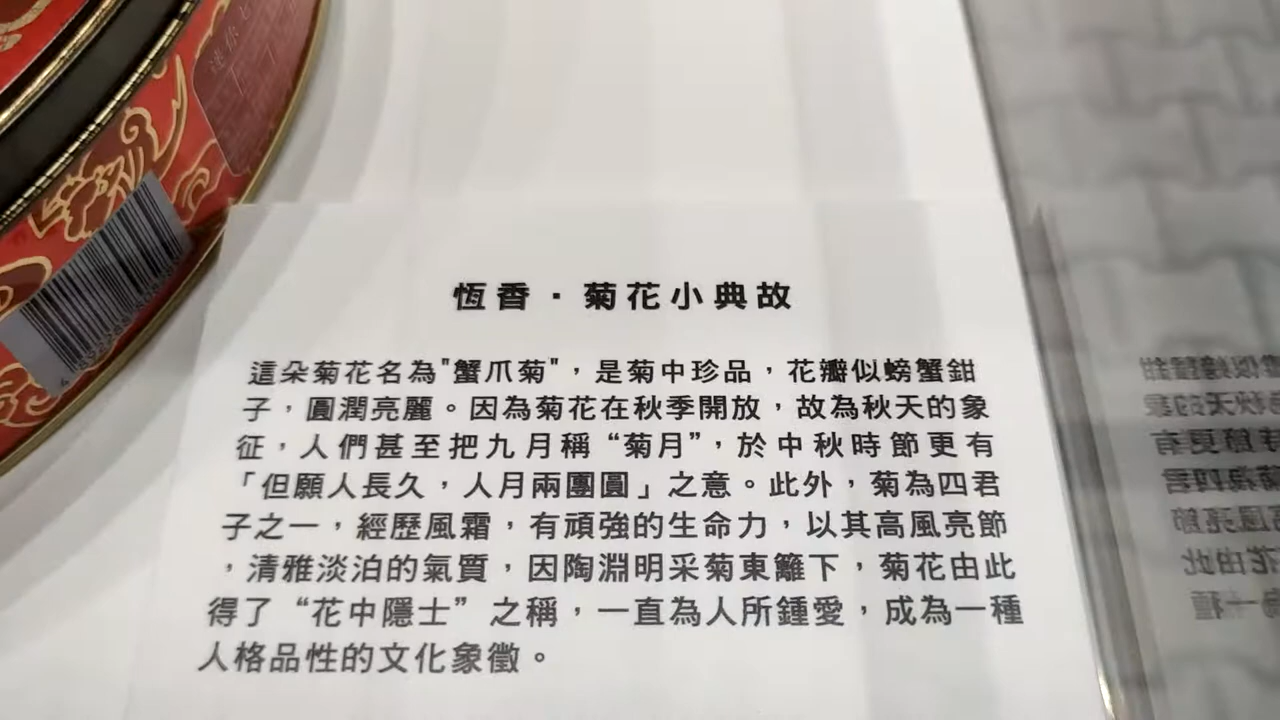 迷你
恆香·菊花小典故
這朵菊花名為"蟹爪菊"，是菊中珍品，花瓣似螃蟹鉗
子，圓潤亮麗。因為菊花在秋季開放，故為秋天的象
征，人們甚至把九月稱“菊月”，於中秋時節更有
「但願人長久，人月兩團圓」之意。此外，菊為四君
子之一，經歷風霜，有頑強的生命力，以其高風亮節
，清雅淡泊的氣質，因陶淵明采菊東籬下，菊花由此
得了“花中隱士”之稱，一直為人所鍾愛，成為一種
人格品性的文化象徵。